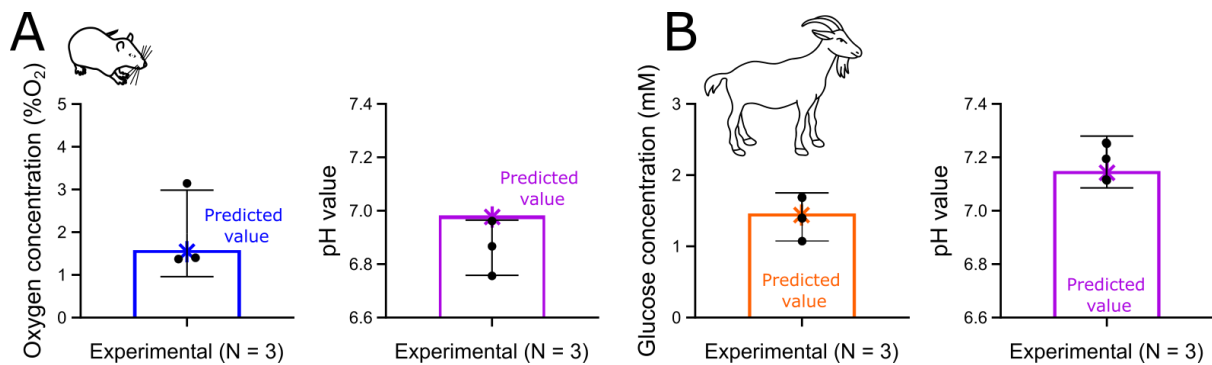 A
Oxygen concentration (%O₂)
5
4
3
2
1
0
Predicted
value
Experimental (N = 3)
pH value
7.4
7.2
7.0
6.8
6.6
Predicted
value
Experimental (N = 3)
B
Glucose concentration (mM)
3
2
1
0
Predicted
value
Experimental (N = 3)
pH value
7.4
7.2
7.0
6.8
6.6
Predicted
value
Experimental (N = 3)